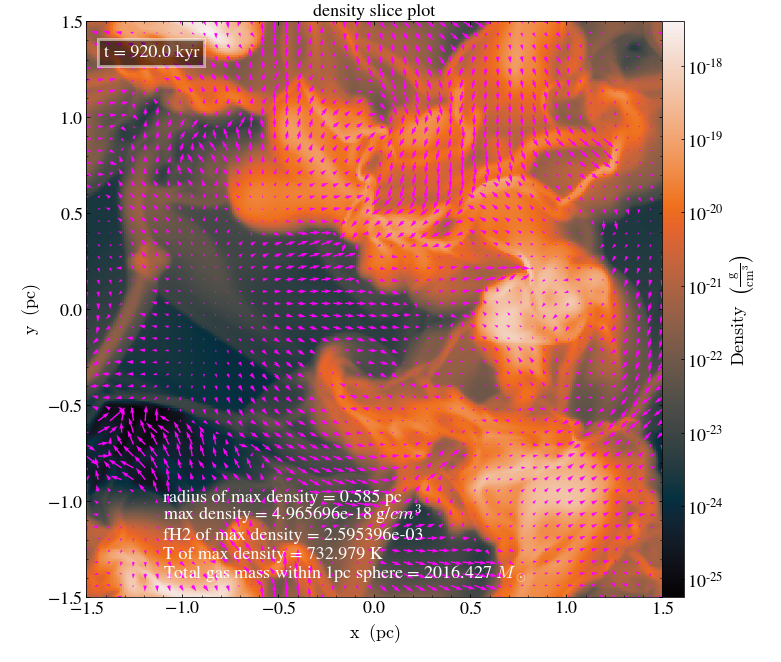 density slice plot
t = 920.0 kyr
1.5
1.0
0.5
0.0
−0.5
−1.0
−1.5
y (pc)
radius of max density = 0.585 pc
max density = 4.965696e-18 g/cm³
fH2 of max density = 2.595396e-03
T of max density = 732.979 K
Total gas mass within 1pc sphere = 2016.427 M☉
−1.5 −1.0 −0.5 0.0 0.5 1.0 1.5
x (pc)
10⁻¹⁸
10⁻¹⁹
10⁻²⁰
10⁻²¹
10⁻²²
10⁻²³
10⁻²⁴
10⁻²⁵
Density (g/cm³)